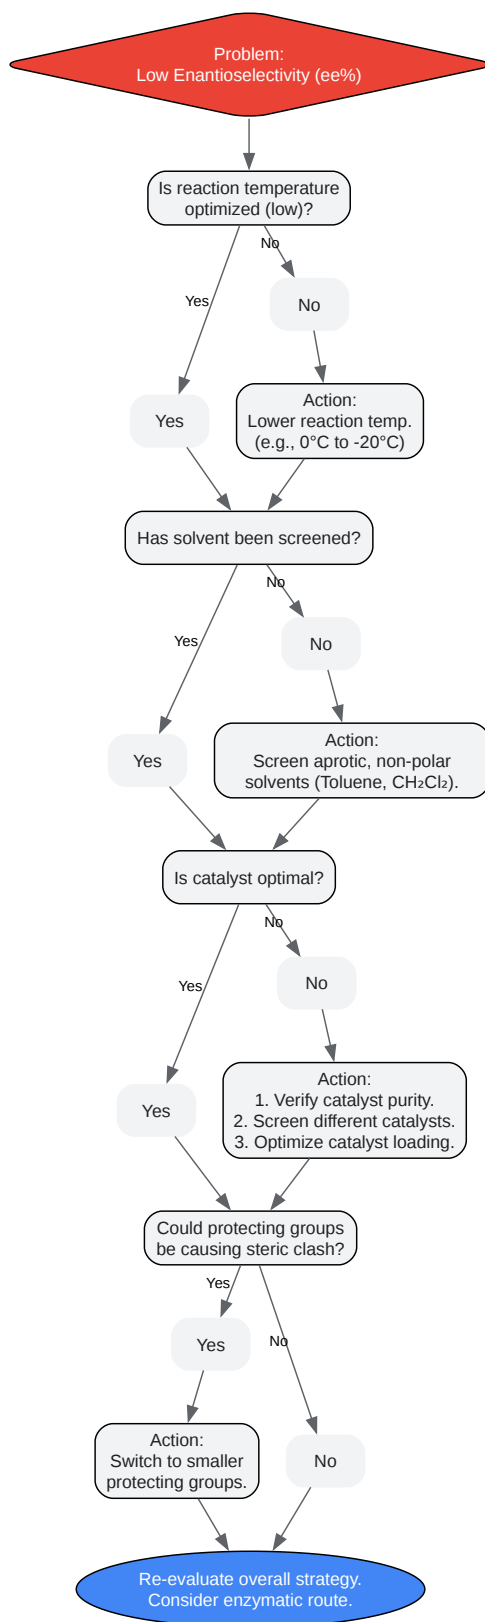 Problem:
Low Enantioselectivity (ee%)
Is reaction temperature
optimized (low)?
No
Yes
No
Yes
Action:
Lower reaction temp.
(e.g., 0°C to -20°C)
Has solvent been screened?
No
Yes
No
Yes
Action:
Screen aprotic, non-polar
solvents (Toluene, CH₂Cl₂).
Is catalyst optimal?
No
Yes
No
Yes
Action:
1. Verify catalyst purity.
2. Screen different catalysts.
3. Optimize catalyst loading.
Could protecting groups
be causing steric clash?
Yes
No
Yes
Action:
Switch to smaller
protecting groups.
No
Re-evaluate overall strategy.
Consider enzymatic route.